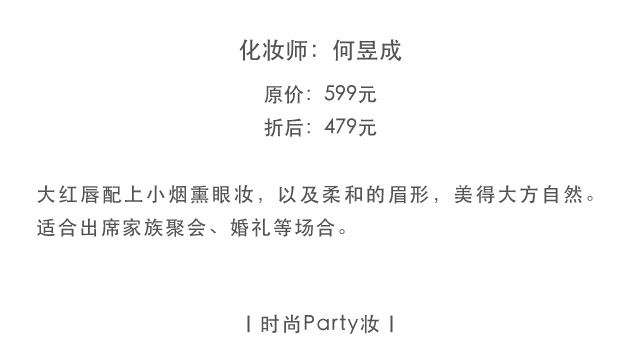 化妆师：何昱成
原价：599元
折后：479元
大红唇配上小烟熏眼妆，以及柔和的眉形，美得大方自然。
适合出席家族聚会、婚礼等场合。
丨时尚Party妆丨